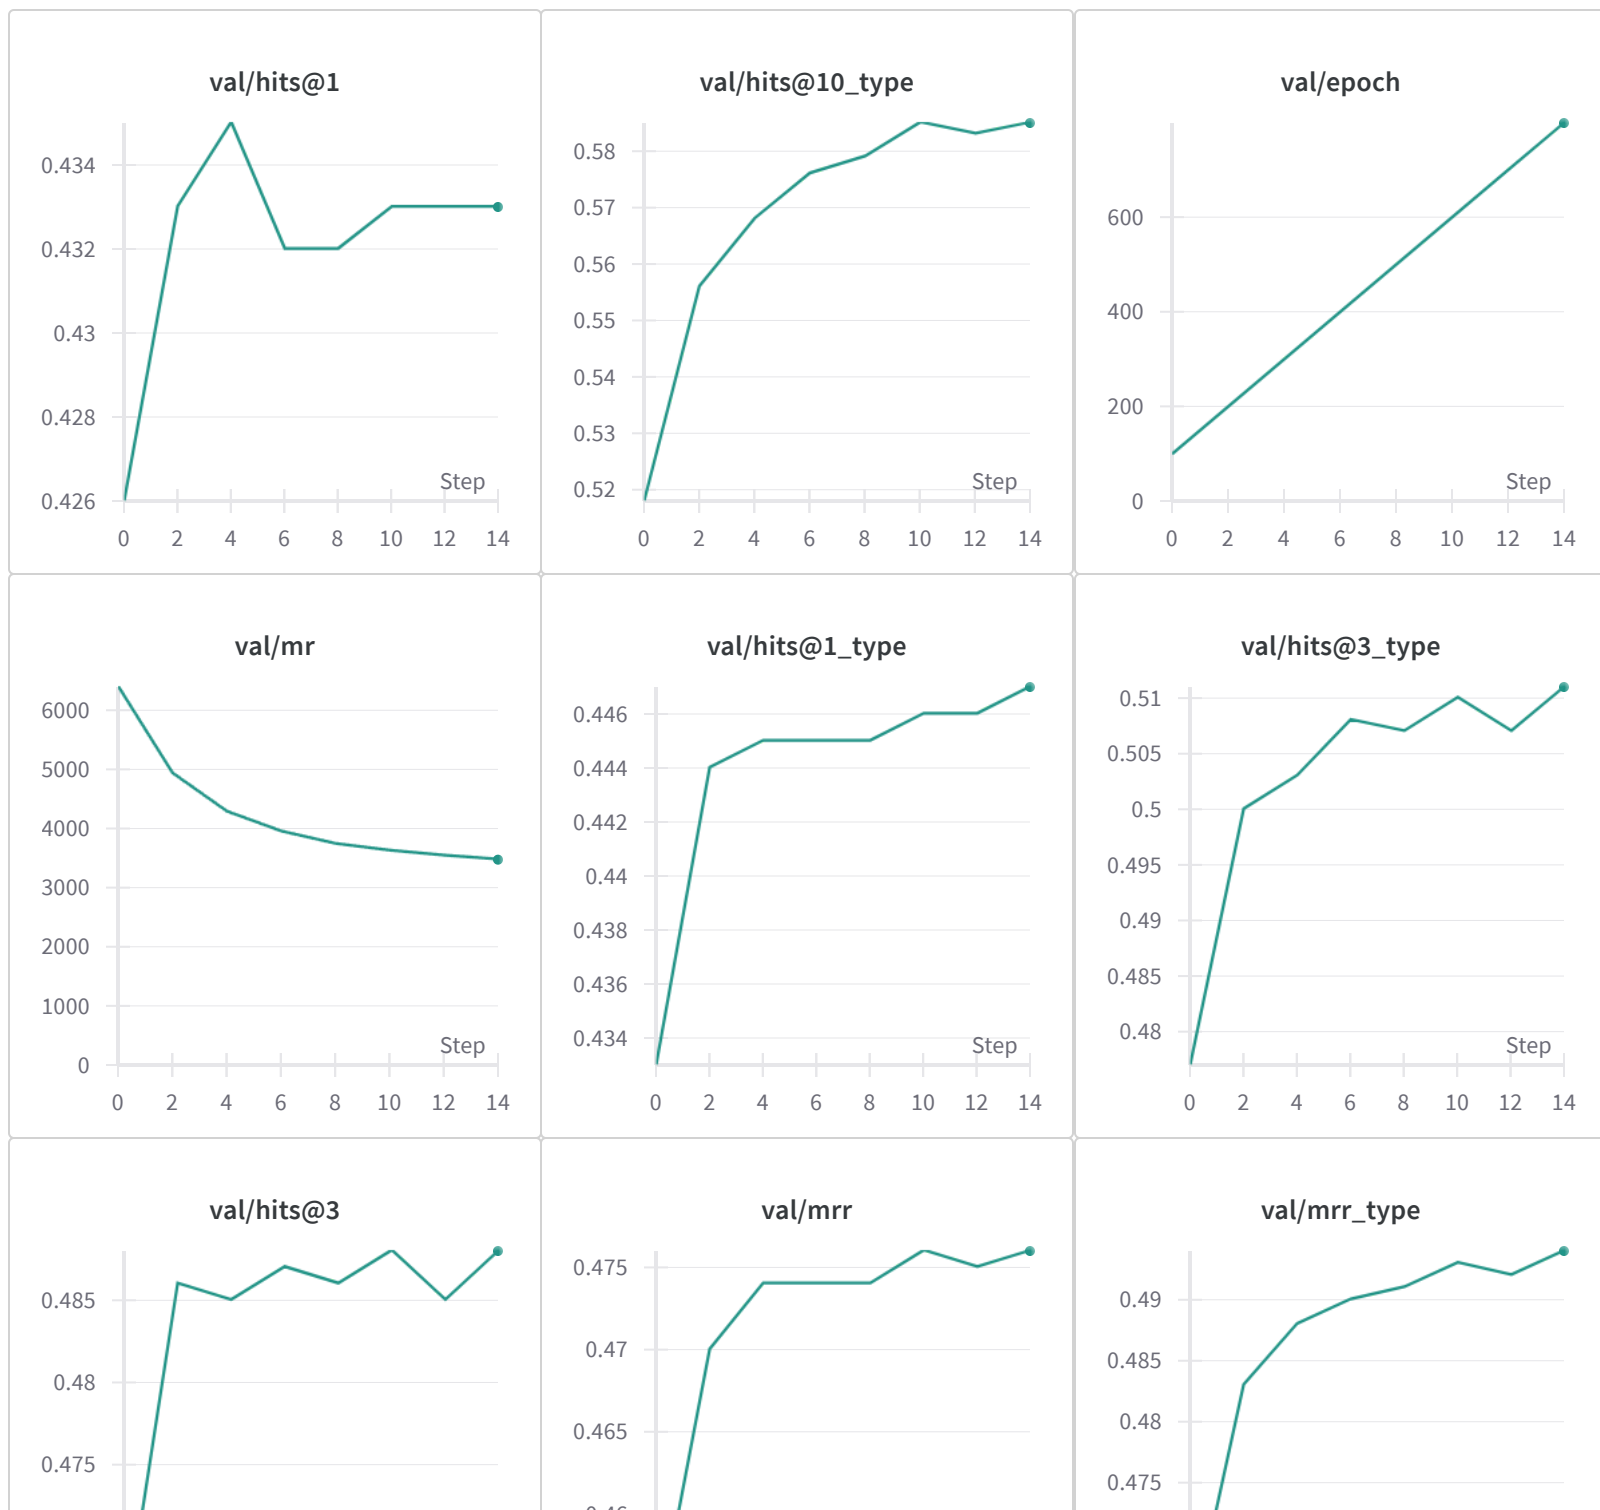 val/hits@1
0.434
0.432
0.43
0.428
0.426
Step
0 2 4 6 8 10 12 14
val/hits@10_type
0.58
0.57
0.56
0.55
0.54
0.53
0.52
Step
0 2 4 6 8 10 12 14
val/epoch
600
400
200
0
Step
0 2 4 6 8 10 12 14
val/mr
6000
5000
4000
3000
2000
1000
0
Step
0 2 4 6 8 10 12 14
val/hits@1_type
0.446
0.444
0.442
0.44
0.438
0.436
0.434
Step
0 2 4 6 8 10 12 14
val/hits@3_type
0.51
0.505
0.5
0.495
0.49
0.485
0.48
Step
0 2 4 6 8 10 12 14
val/hits@3
0.485
0.48
0.475
val/mrr
0.475
0.47
0.465
val/mrr_type
0.49
0.485
0.48
0.475